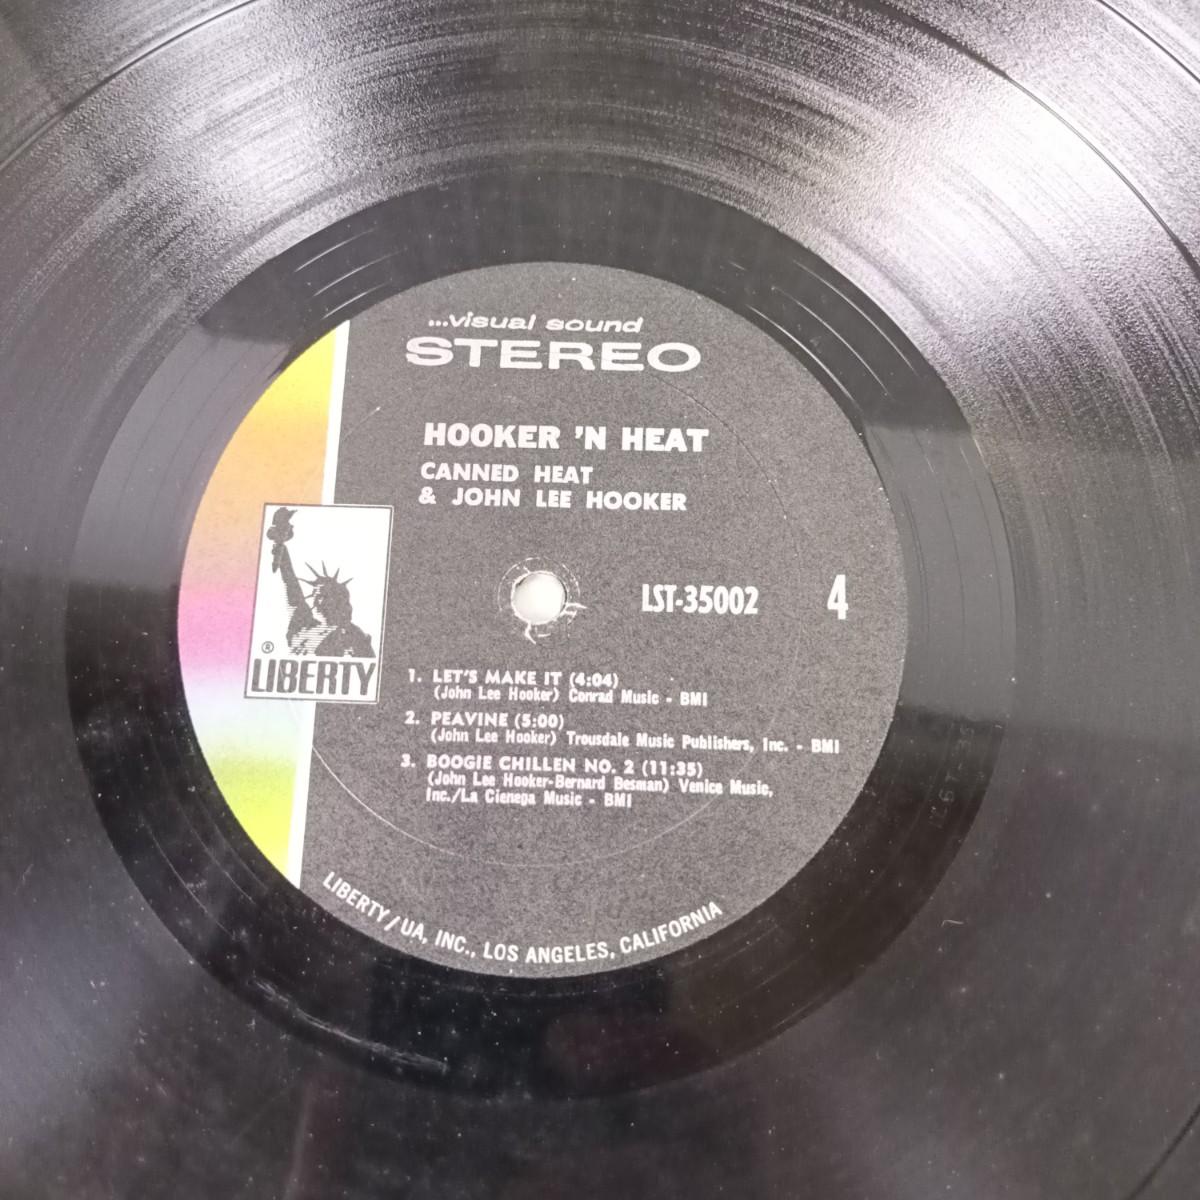 ...visual sound
STEREO
HOOKER 'N HEAT
CANNED HEAT
& JOHN LEE HOOKER
LST-35002 4
® LIBERTY
1. LET'S MAKE IT (4:04)
(John Lee Hooker) Conrad Music - BMI
2. PEAVINE (5:00)
(John Lee Hooker) Trousdale Music Publishers, Inc. - BMI
3. BOOGIE CHILLEN NO. 2 (11:35)
(John Lee Hooker-Bernard Besman) Venice Music,
Inc./La Cienega Music - BMI
LIBERTY/UA, INC., LOS ANGELES, CALIFORNIA